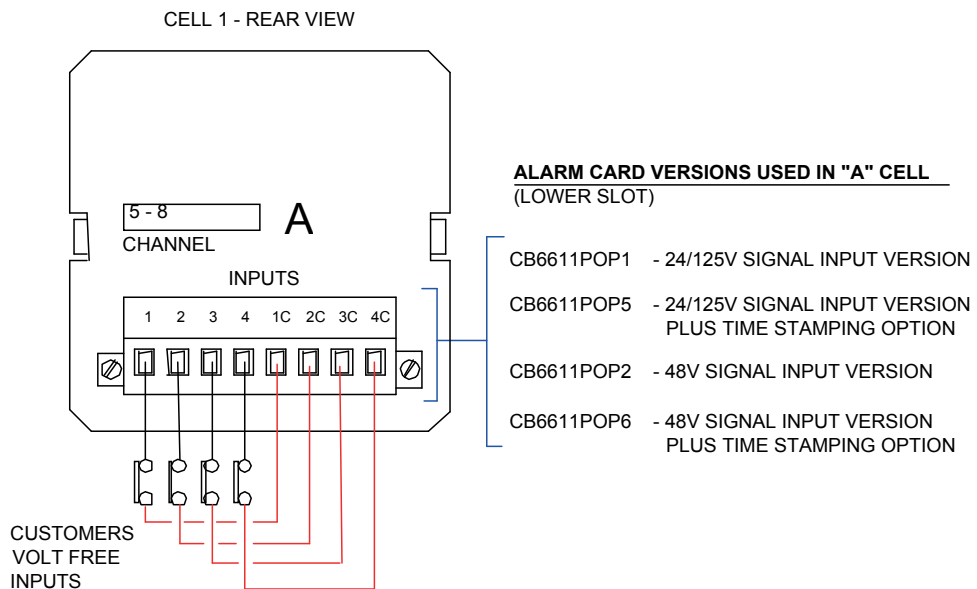 CELL 1 - REAR VIEW
5 - 8
A
CHANNEL
INPUTS
1 2 3 4 1C 2C 3C 4C
CUSTOMERS
VOLT FREE
INPUTS
ALARM CARD VERSIONS USED IN "A" CELL
(LOWER SLOT)
CB6611POP1 - 24/125V SIGNAL INPUT VERSION
CB6611POP5 - 24/125V SIGNAL INPUT VERSION
PLUS TIME STAMPING OPTION
CB6611POP2 - 48V SIGNAL INPUT VERSION
CB6611POP6 - 48V SIGNAL INPUT VERSION
PLUS TIME STAMPING OPTION